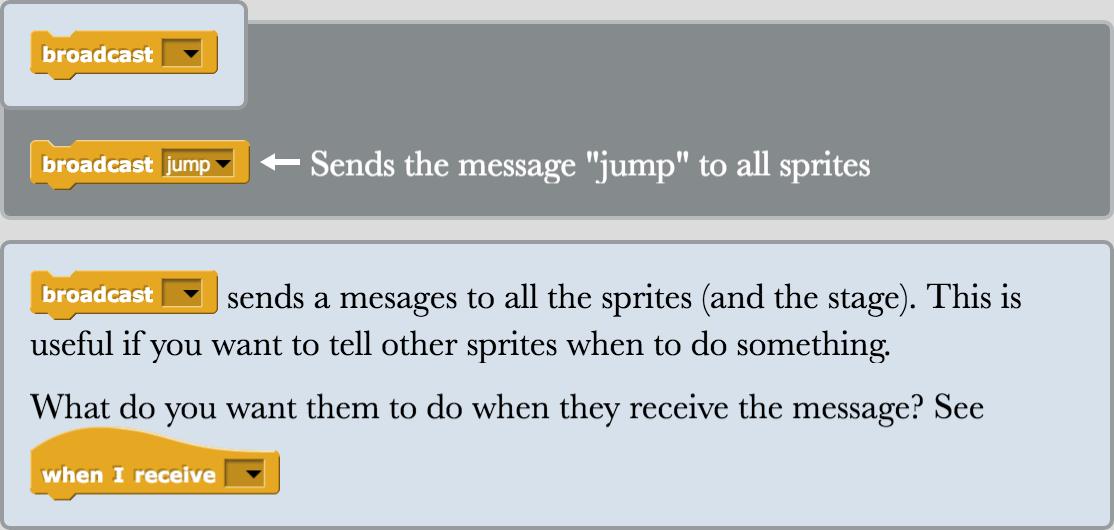 broadcast
broadcast jump Sends the message "jump" to all sprites
broadcast sends a mesages to all the sprites (and the stage). This is
useful if you want to tell other sprites when to do something.
What do you want them to do when they receive the message? See
when I receive